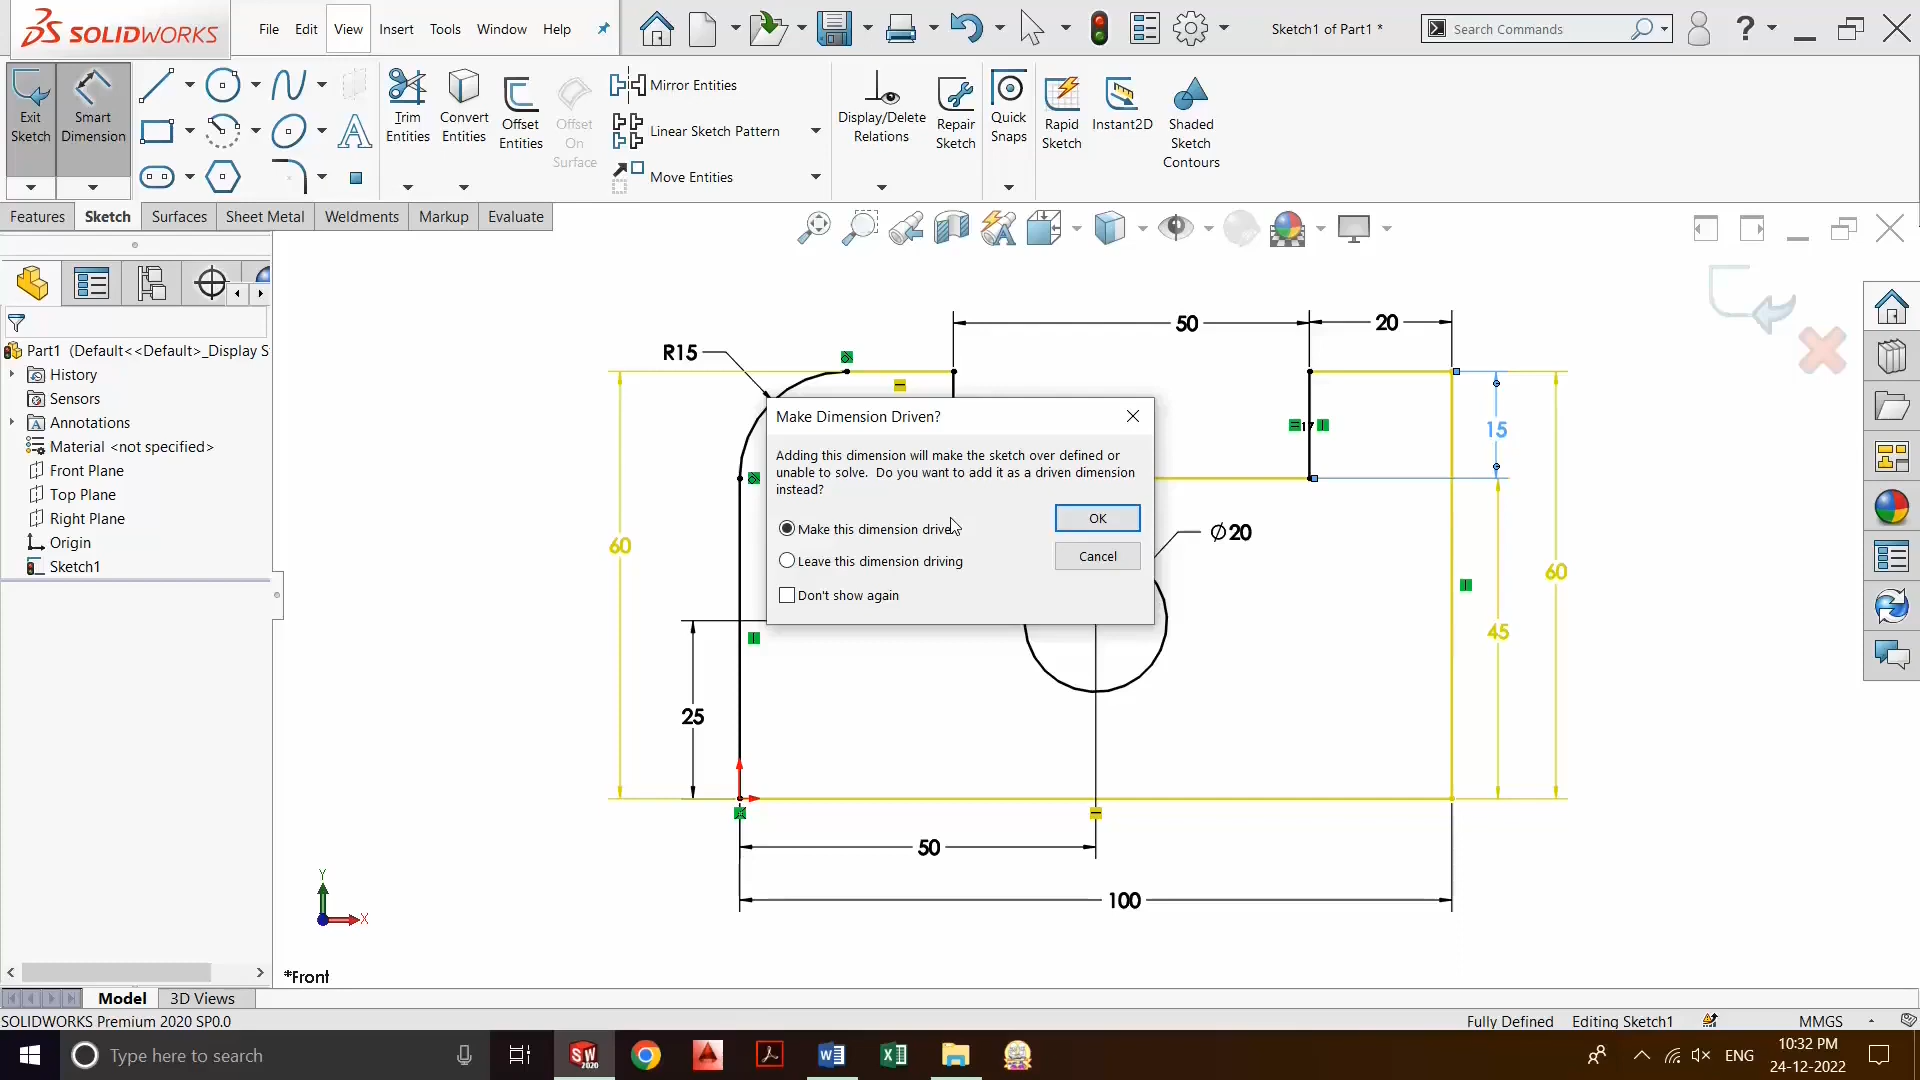 SOLIDWORKS
File Edit View Insert Tools Window Help
Sketch1 of Part1 *
Search Commands
?
Exit Sketch
Smart Dimension
Trim Entities
Convert Entities
Offset Entities
Offset On Surface
Mirror Entities
Linear Sketch Pattern
Move Entities
Display/Delete Relations
Repair Sketch
Quick Snaps
Rapid Sketch
Instant2D
Shaded Sketch Contours
Features Sketch Surfaces Sheet Metal Weldments Markup Evaluate
Part1 (Default<<Default>_Display S
History
Sensors
Annotations
Material <not specified>
Front Plane
Top Plane
Right Plane
Origin
Sketch1
50
20
R15
15
17
60
Ø20
60
45
25
50
100
Make Dimension Driven?
Adding this dimension will make the sketch over defined or
unable to solve. Do you want to add it as a driven dimension
instead?
Make this dimension driven
Leave this dimension driving
Don't show again
OK
Cancel
Y
X
*Front
Model 3D Views
SOLIDWORKS Premium 2020 SP0.0
Fully Defined Editing Sketch1 MMGS
Type here to search
SW
2020
ENG
10:32 PM
24-12-2022